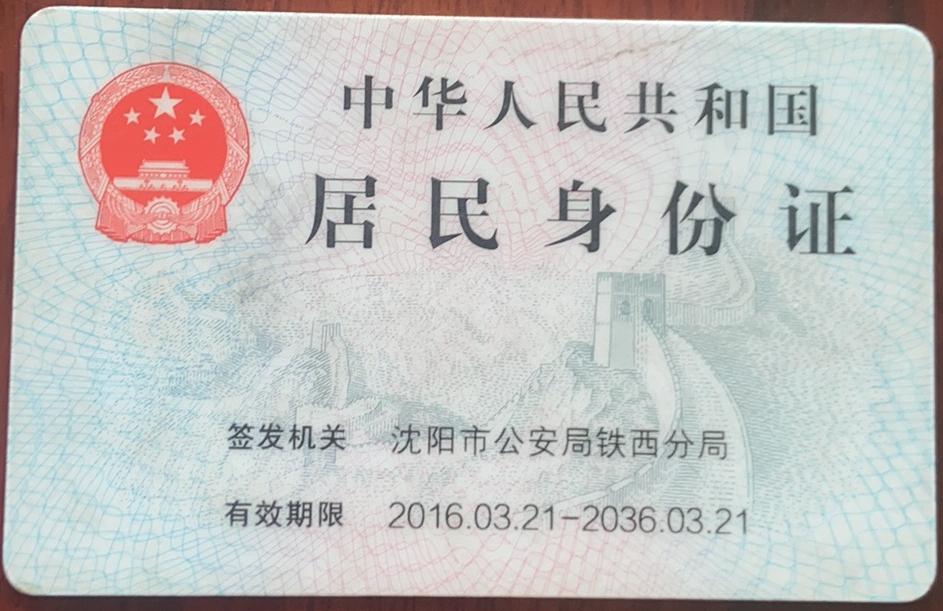 中华人民共和国
居民身份证
签发机关 沈阳市公安局铁西分局
有效期限 2016.03.21-2036.03.21